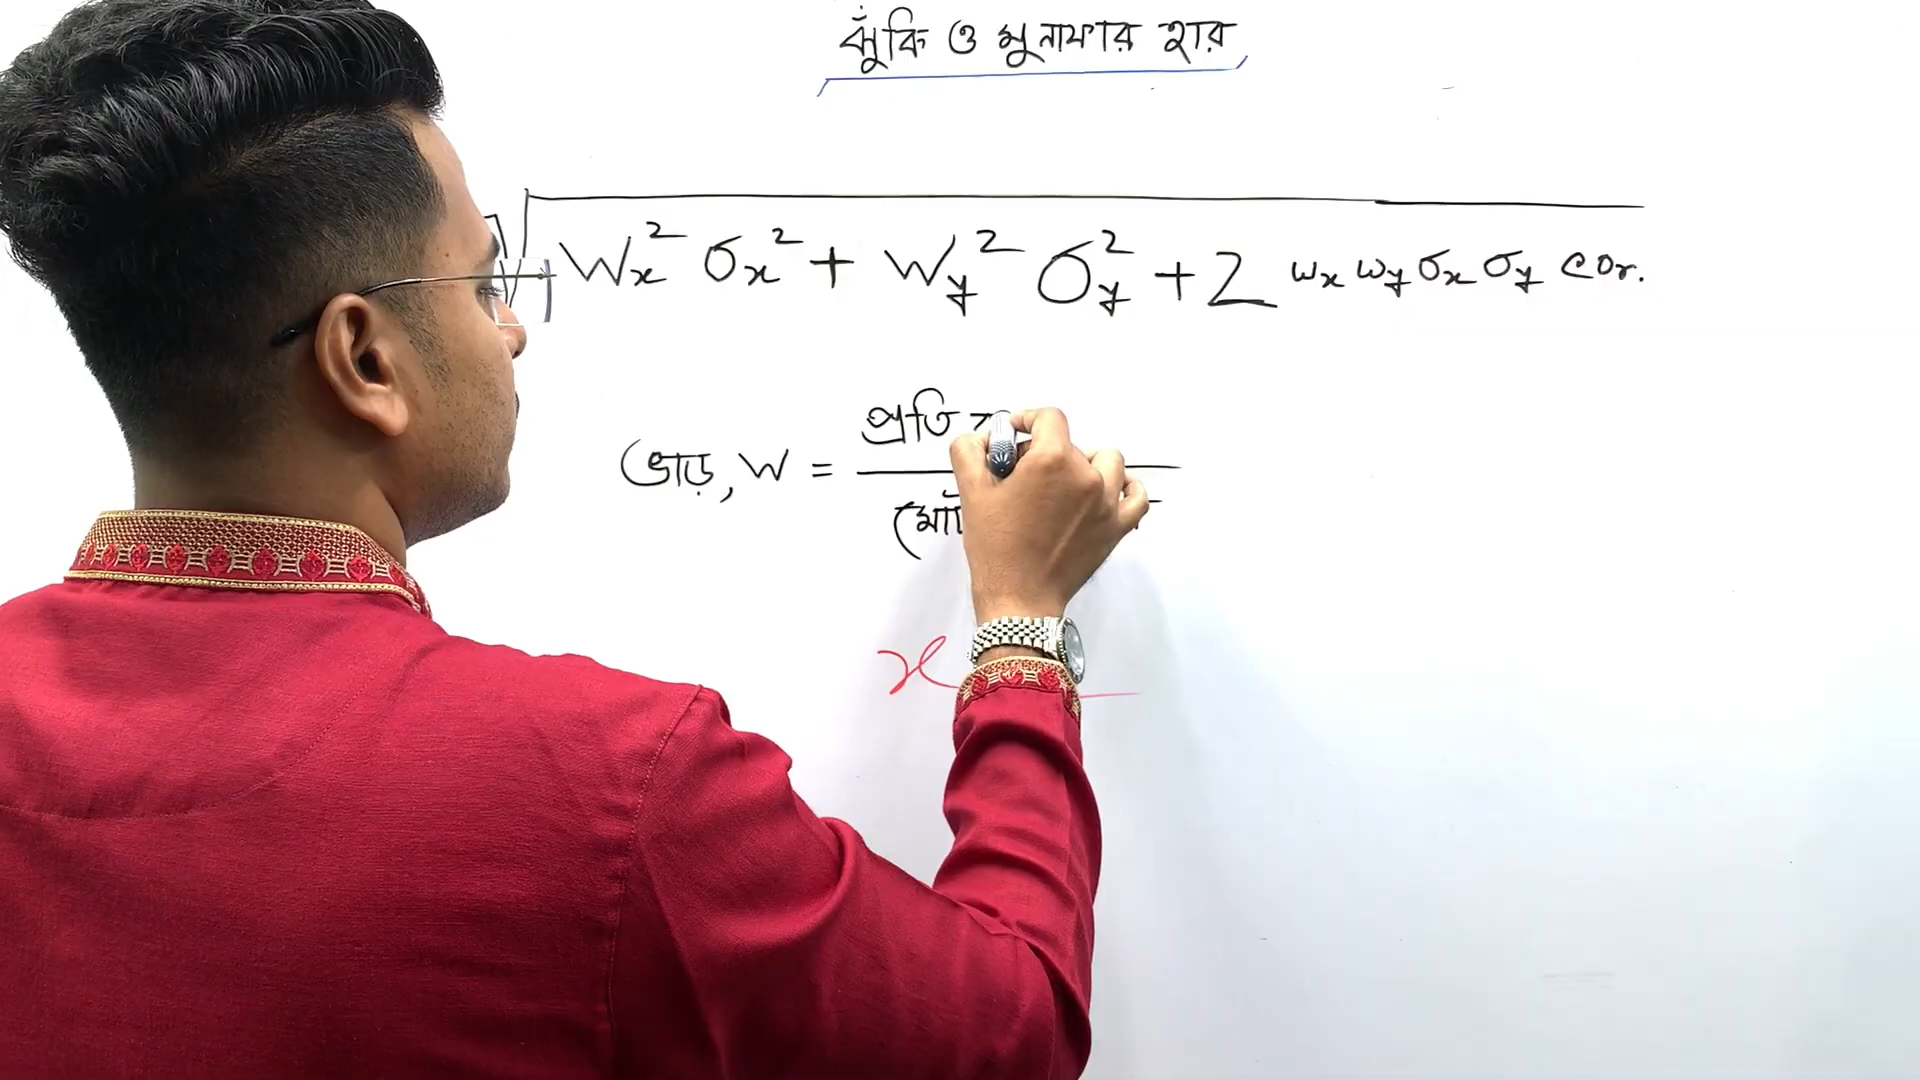 ঝুঁকি ও মুনাফার হার
√ Wx² σx² + Wy² σy² + 2 wx wy σx σy cor.
প্রতি
ভাড়, W =
x